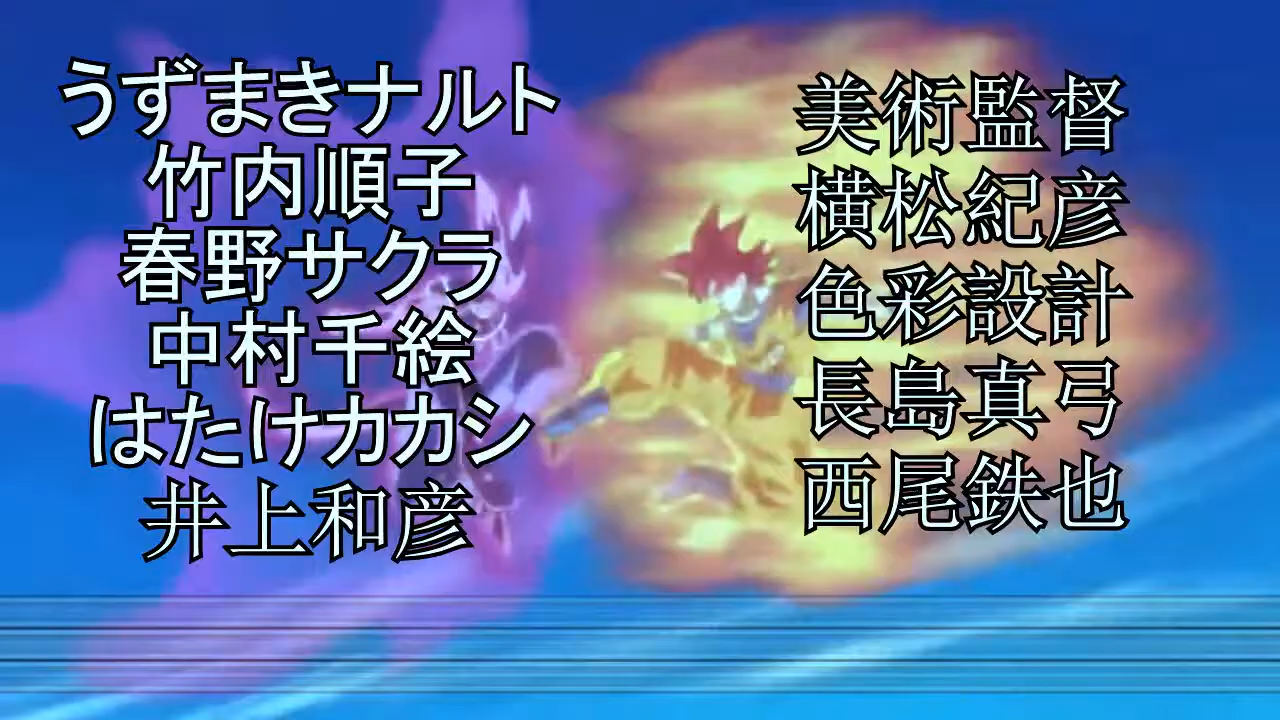 うずまきナルト
竹内順子
春野サクラ
中村千絵
はたけカカシ
井上和彦
美術監督
横松紀彦
色彩設計
長島真弓
西尾鉄也